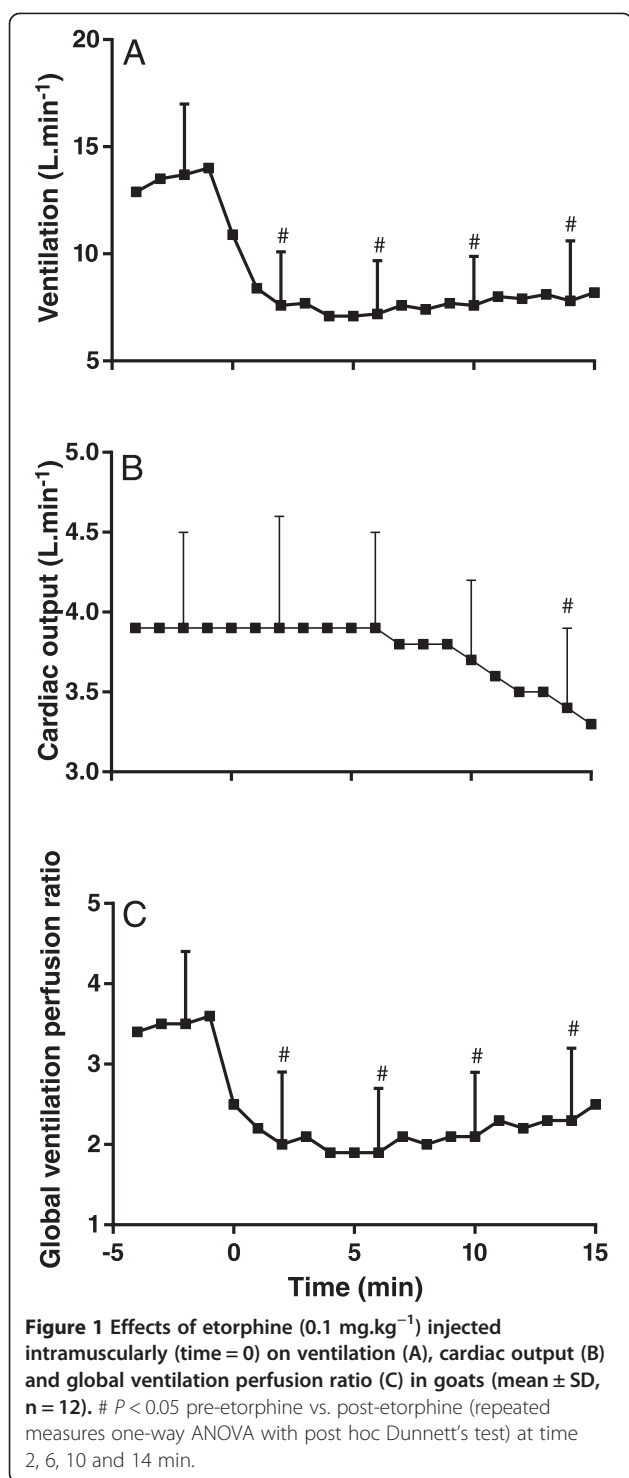 A
Ventilation (L.min-1)
20
15
10
5
# # # #
B
Cardiac output (L.min-1)
5.0
4.5
4.0
3.5
3.0
#
C
Global ventilation perfusion ratio
5
4
3
2
1
# # # #
-5 0 5 10 15
Time (min)
Figure 1 Effects of etorphine (0.1 mg.kg−1) injected
intramuscularly (time = 0) on ventilation (A), cardiac output (B)
and global ventilation perfusion ratio (C) in goats (mean ± SD,
n = 12). # P < 0.05 pre-etorphine vs. post-etorphine (repeated
measures one-way ANOVA with post hoc Dunnett's test) at time
2, 6, 10 and 14 min.